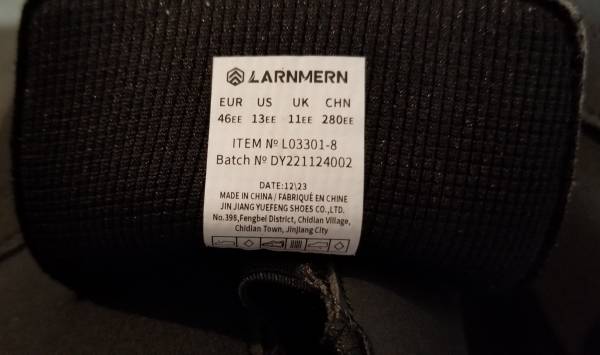 LARNMERN
EUR US UK CHN
46EE 13EE 11EE 280EE
ITEM № L03301-8
Batch № DY221124002
DATE:12\23
MADE IN CHINA / FABRIQUÉ EN CHINE
JIN JIANG YUEFENG SHOES CO.,LTD.
No.398,Fengbei District, Chidian Village,
Chidian Town, Jinjiang City